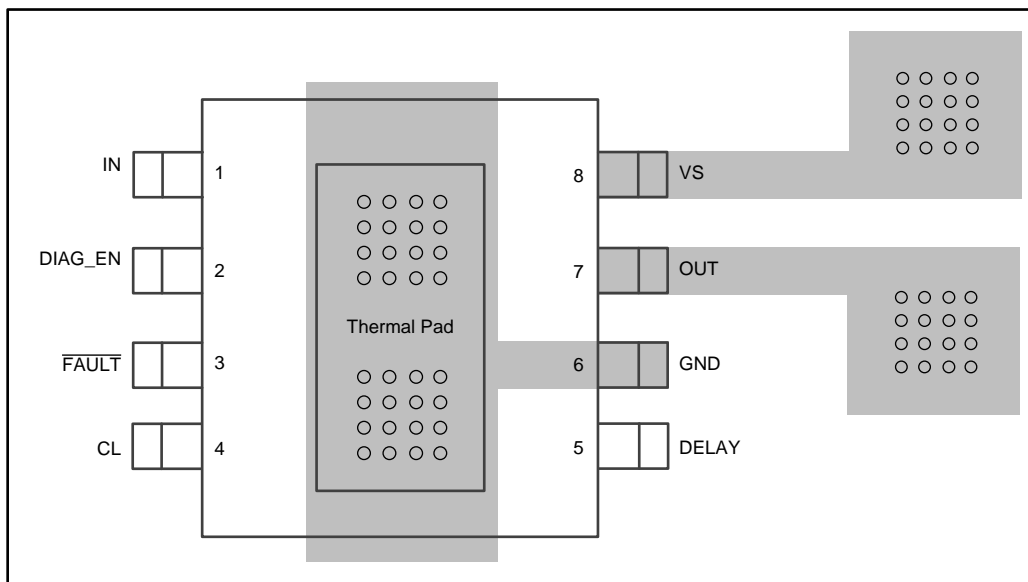 IN 1 8 VS
DIAG_EN 2 7 OUT
Thermal Pad
FAULT 3 6 GND
CL 4 5 DELAY